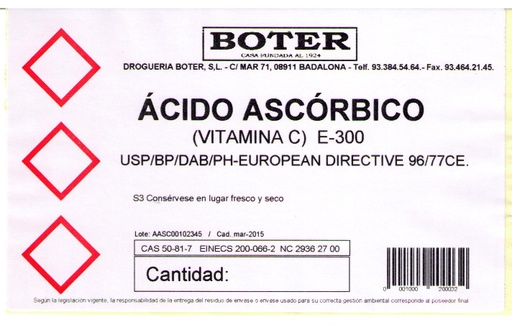 BOTER
CASA FUNDADA AL 1924
DROGUERIA BOTER, S,L. - C/ MAR 71, 08911 BADALONA - Telf. 93.384.54.64.- Fax. 93.464.21.45.
ÁCIDO ASCÓRBICO
(VITAMINA C) E-300
USP/BP/DAB/PH-EUROPEAN DIRECTIVE 96/77CE.
S3 Consérvese en lugar fresco y seco
Lote: AASC00102345 / Cad. mar-2015
CAS 50-81-7 EINECS 200-066-2 NC 2936 27 00
Cantidad:
0 001000 200022
Según la legislación vigente, la responsabilidad de la entrega del residuo de envase o envase usado para su correcta gestión ambiental corresponde al poseedor final